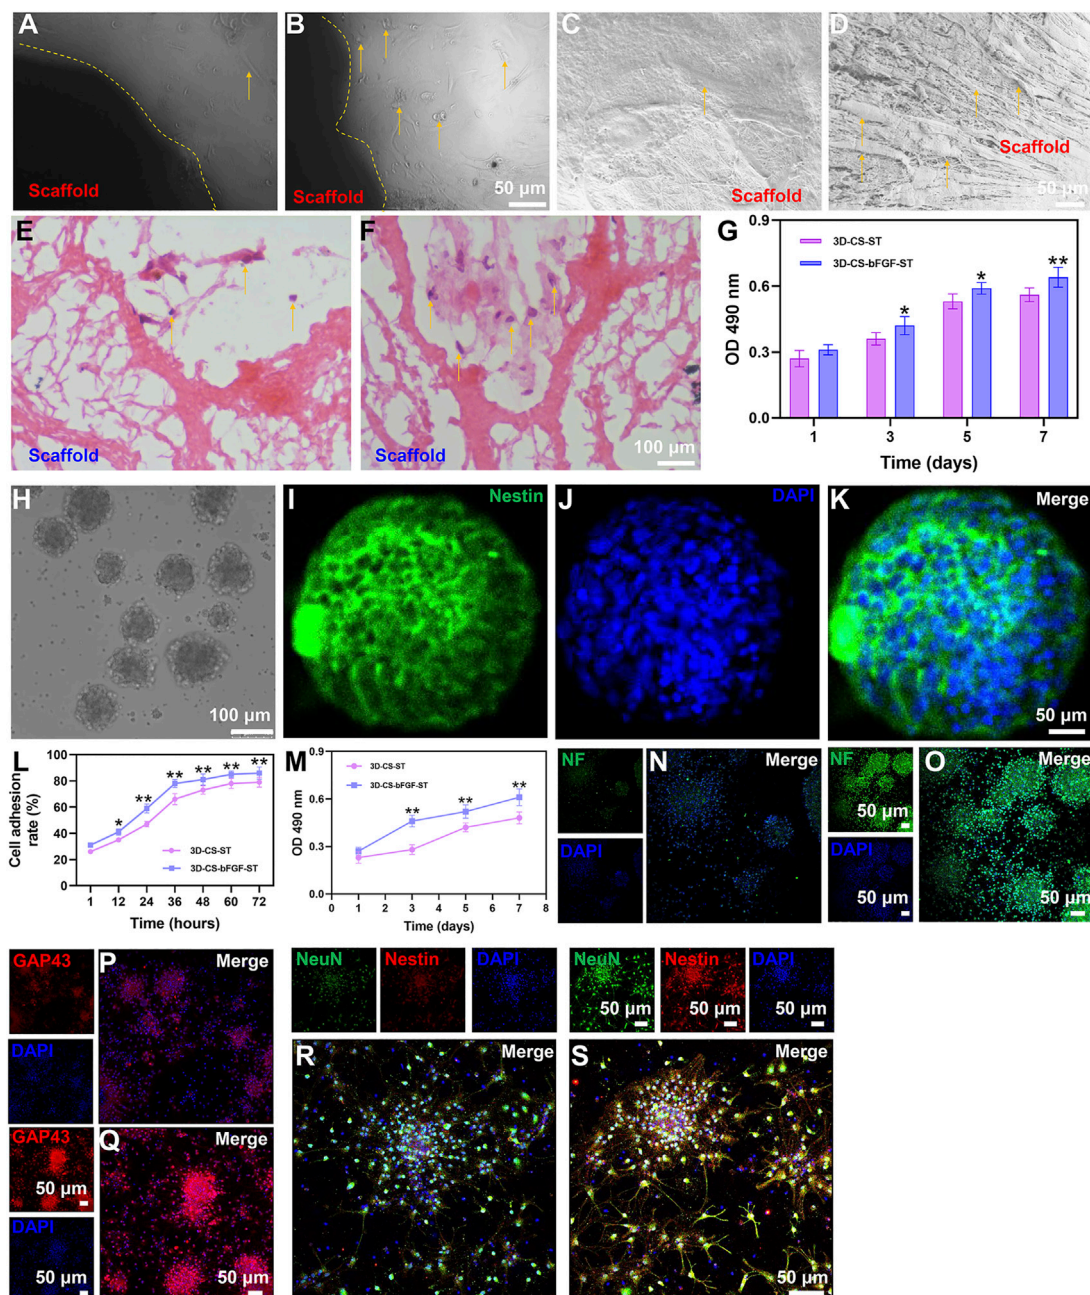 A
Scaffold
B
Scaffold
50 μm
C
Scaffold
D
Scaffold
50 μm
E
Scaffold
F
Scaffold
100 μm
G
0.9
0.6
0.3
0.0
OD 490 nm
3D-CS-ST
3D-CS-bFGF-ST
*
*
**
1 3 5 7
Time (days)
H
100 μm
I
Nestin
J
DAPI
K
Merge
50 μm
L
100
80
60
40
20
0
Cell adhesion
rate (%)
* ** ** ** ** **
3D-CS-ST
3D-CS-bFGF-ST
1 12 24 36 48 60 72
Time (hours)
M
0.9
0.6
0.3
0.0
OD 490 nm
3D-CS-ST
3D-CS-bFGF-ST
** ** **
0 1 2 3 4 5 6 7 8
Time (days)
NF
DAPI
N
Merge
NF
50 μm
DAPI
50 μm
O
Merge
50 μm
GAP43
DAPI
P
Merge
GAP43
50 μm
DAPI
50 μm
Q
Merge
50 μm
NeuN
Nestin
DAPI
R
Merge
NeuN
50 μm
Nestin
50 μm
DAPI
50 μm
S
Merge
50 μm